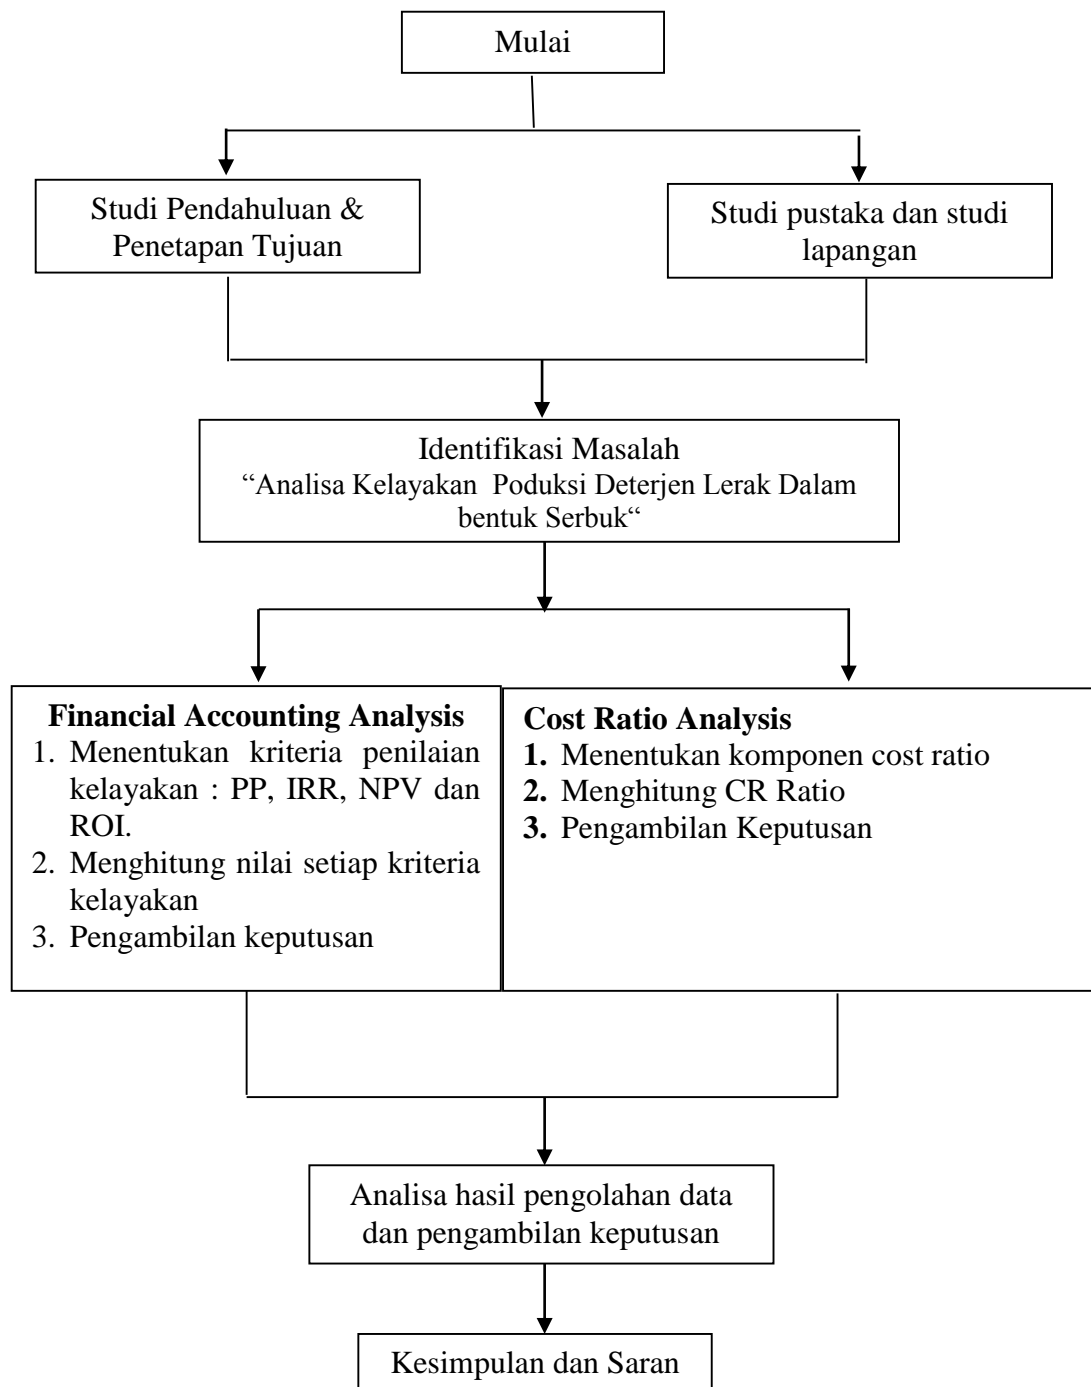 Mulai
Studi Pendahuluan &
Penetapan Tujuan
Studi pustaka dan studi
lapangan
Identifikasi Masalah
“Analisa Kelayakan  Poduksi Deterjen Lerak Dalam
bentuk Serbuk“
Financial Accounting Analysis
1. Menentukan kriteria penilaian
kelayakan : PP, IRR, NPV dan
ROI.
2. Menghitung nilai setiap kriteria
kelayakan
3. Pengambilan keputusan
Cost Ratio Analysis
1. Menentukan komponen cost ratio
2. Menghitung CR Ratio
3. Pengambilan Keputusan
Analisa hasil pengolahan data
dan pengambilan keputusan
Kesimpulan dan Saran